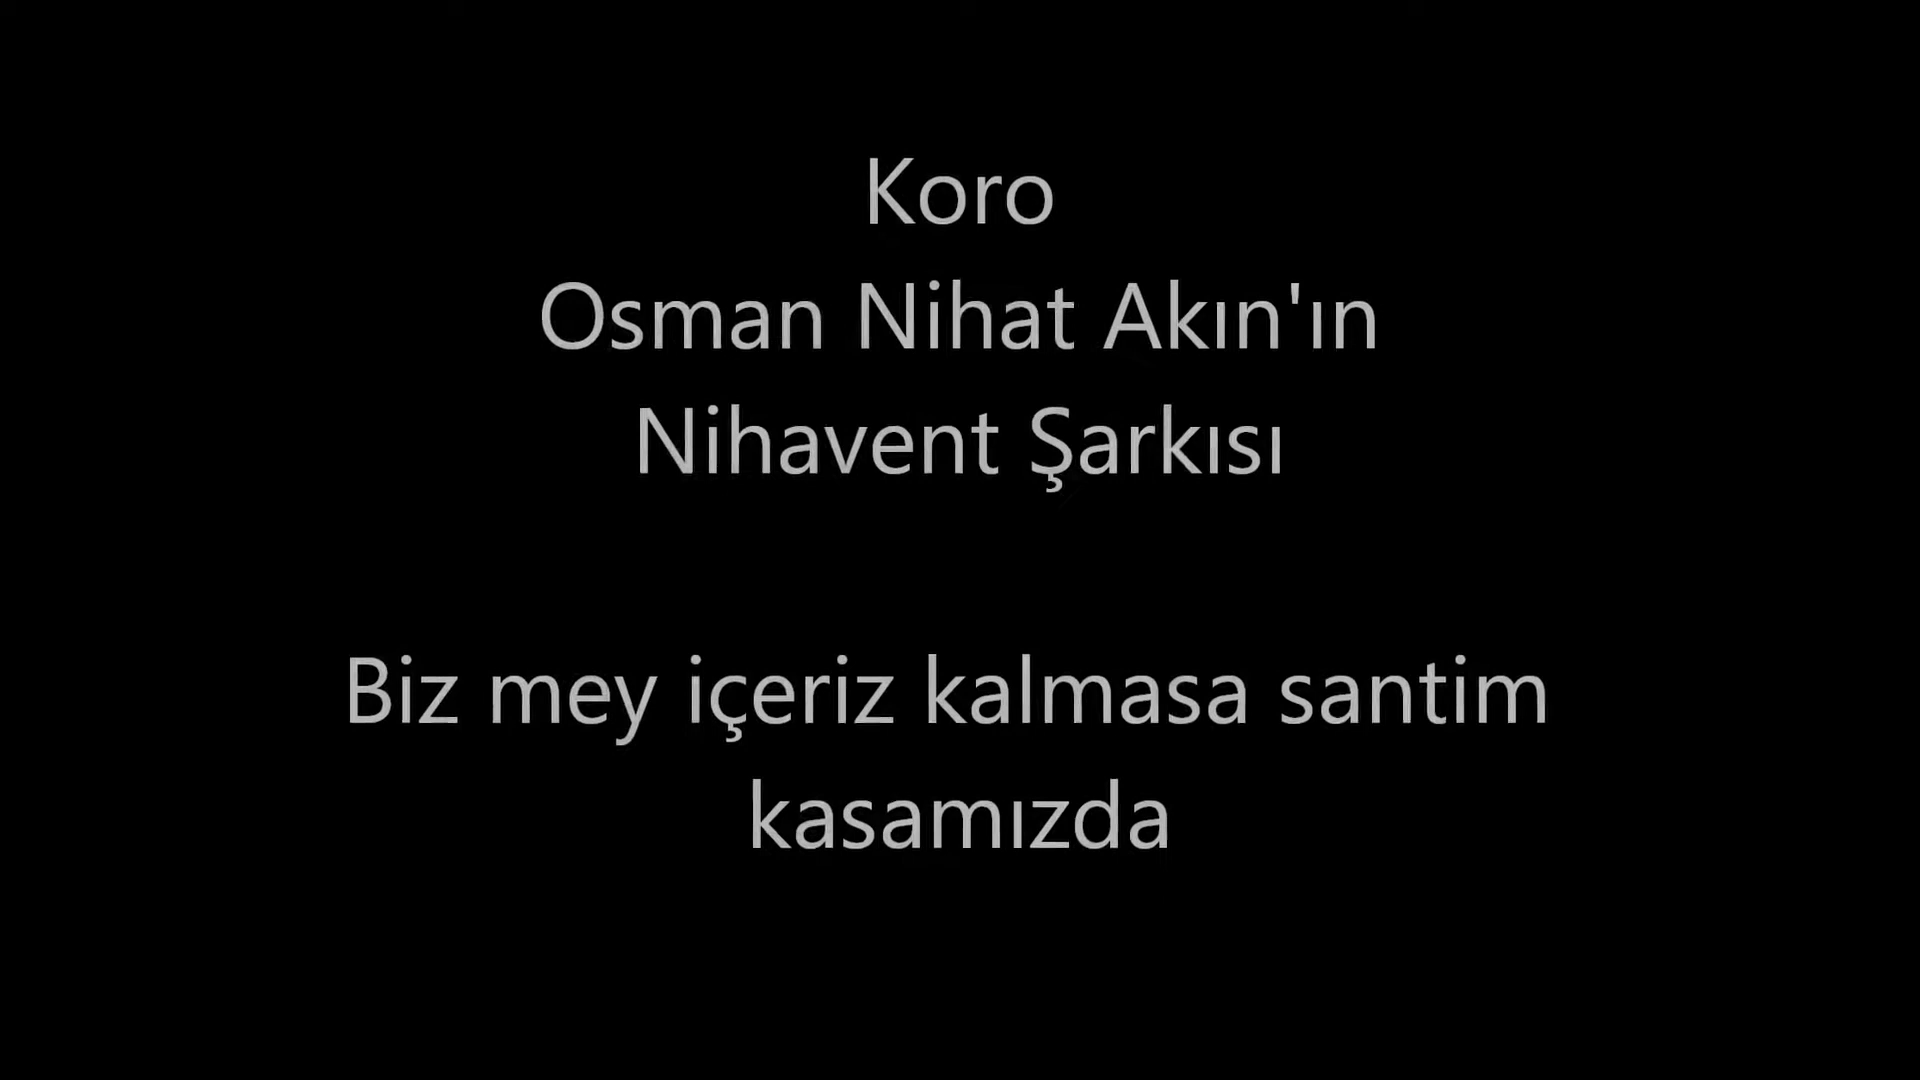 Koro
Osman Nihat Akın'ın
Nihavent Şarkısı
Biz mey içeriz kalmasa santim
kasamızda